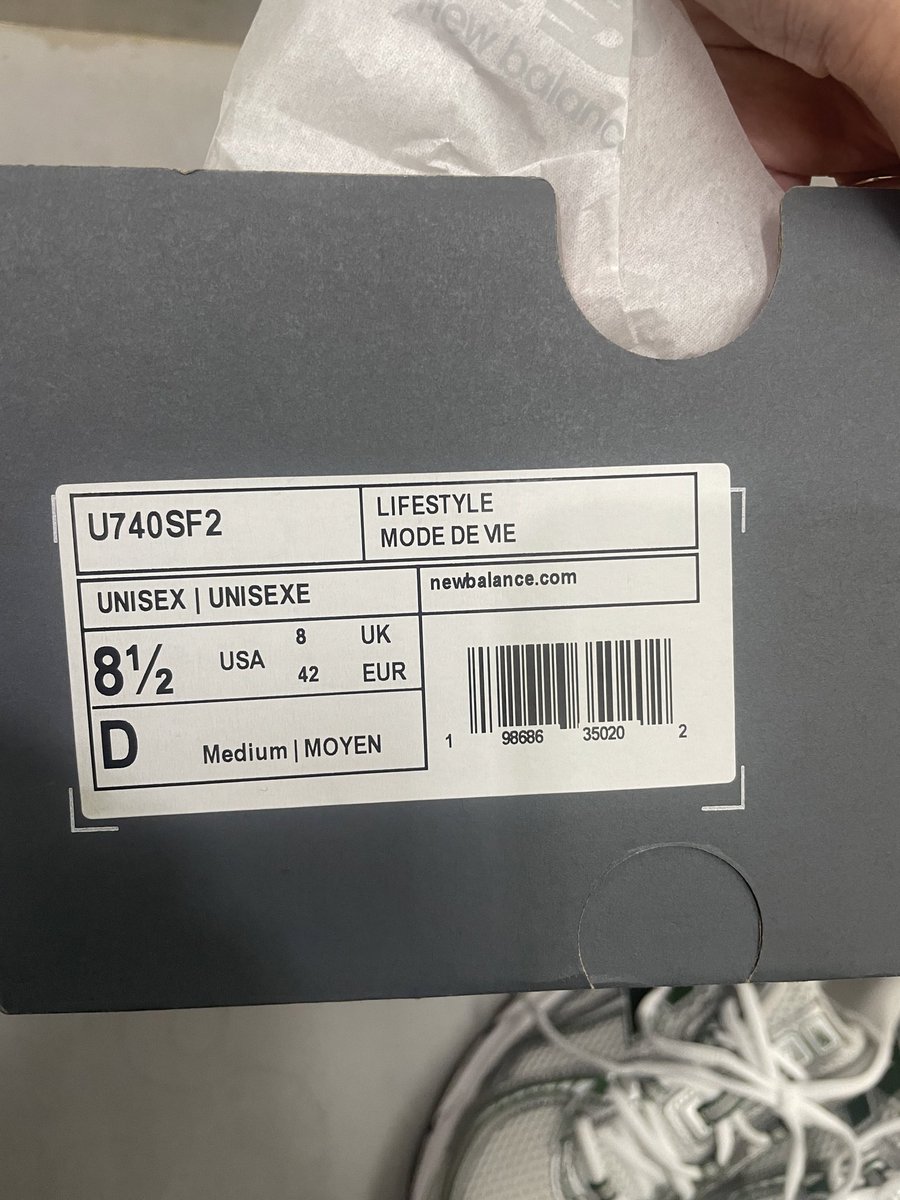 new balanc
U740SF2
LIFESTYLE
MODE DE VIE
UNISEX | UNISEXE
newbalance.com
8½ USA 8 UK
42 EUR
D Medium | MOYEN
1 98686 35020 2